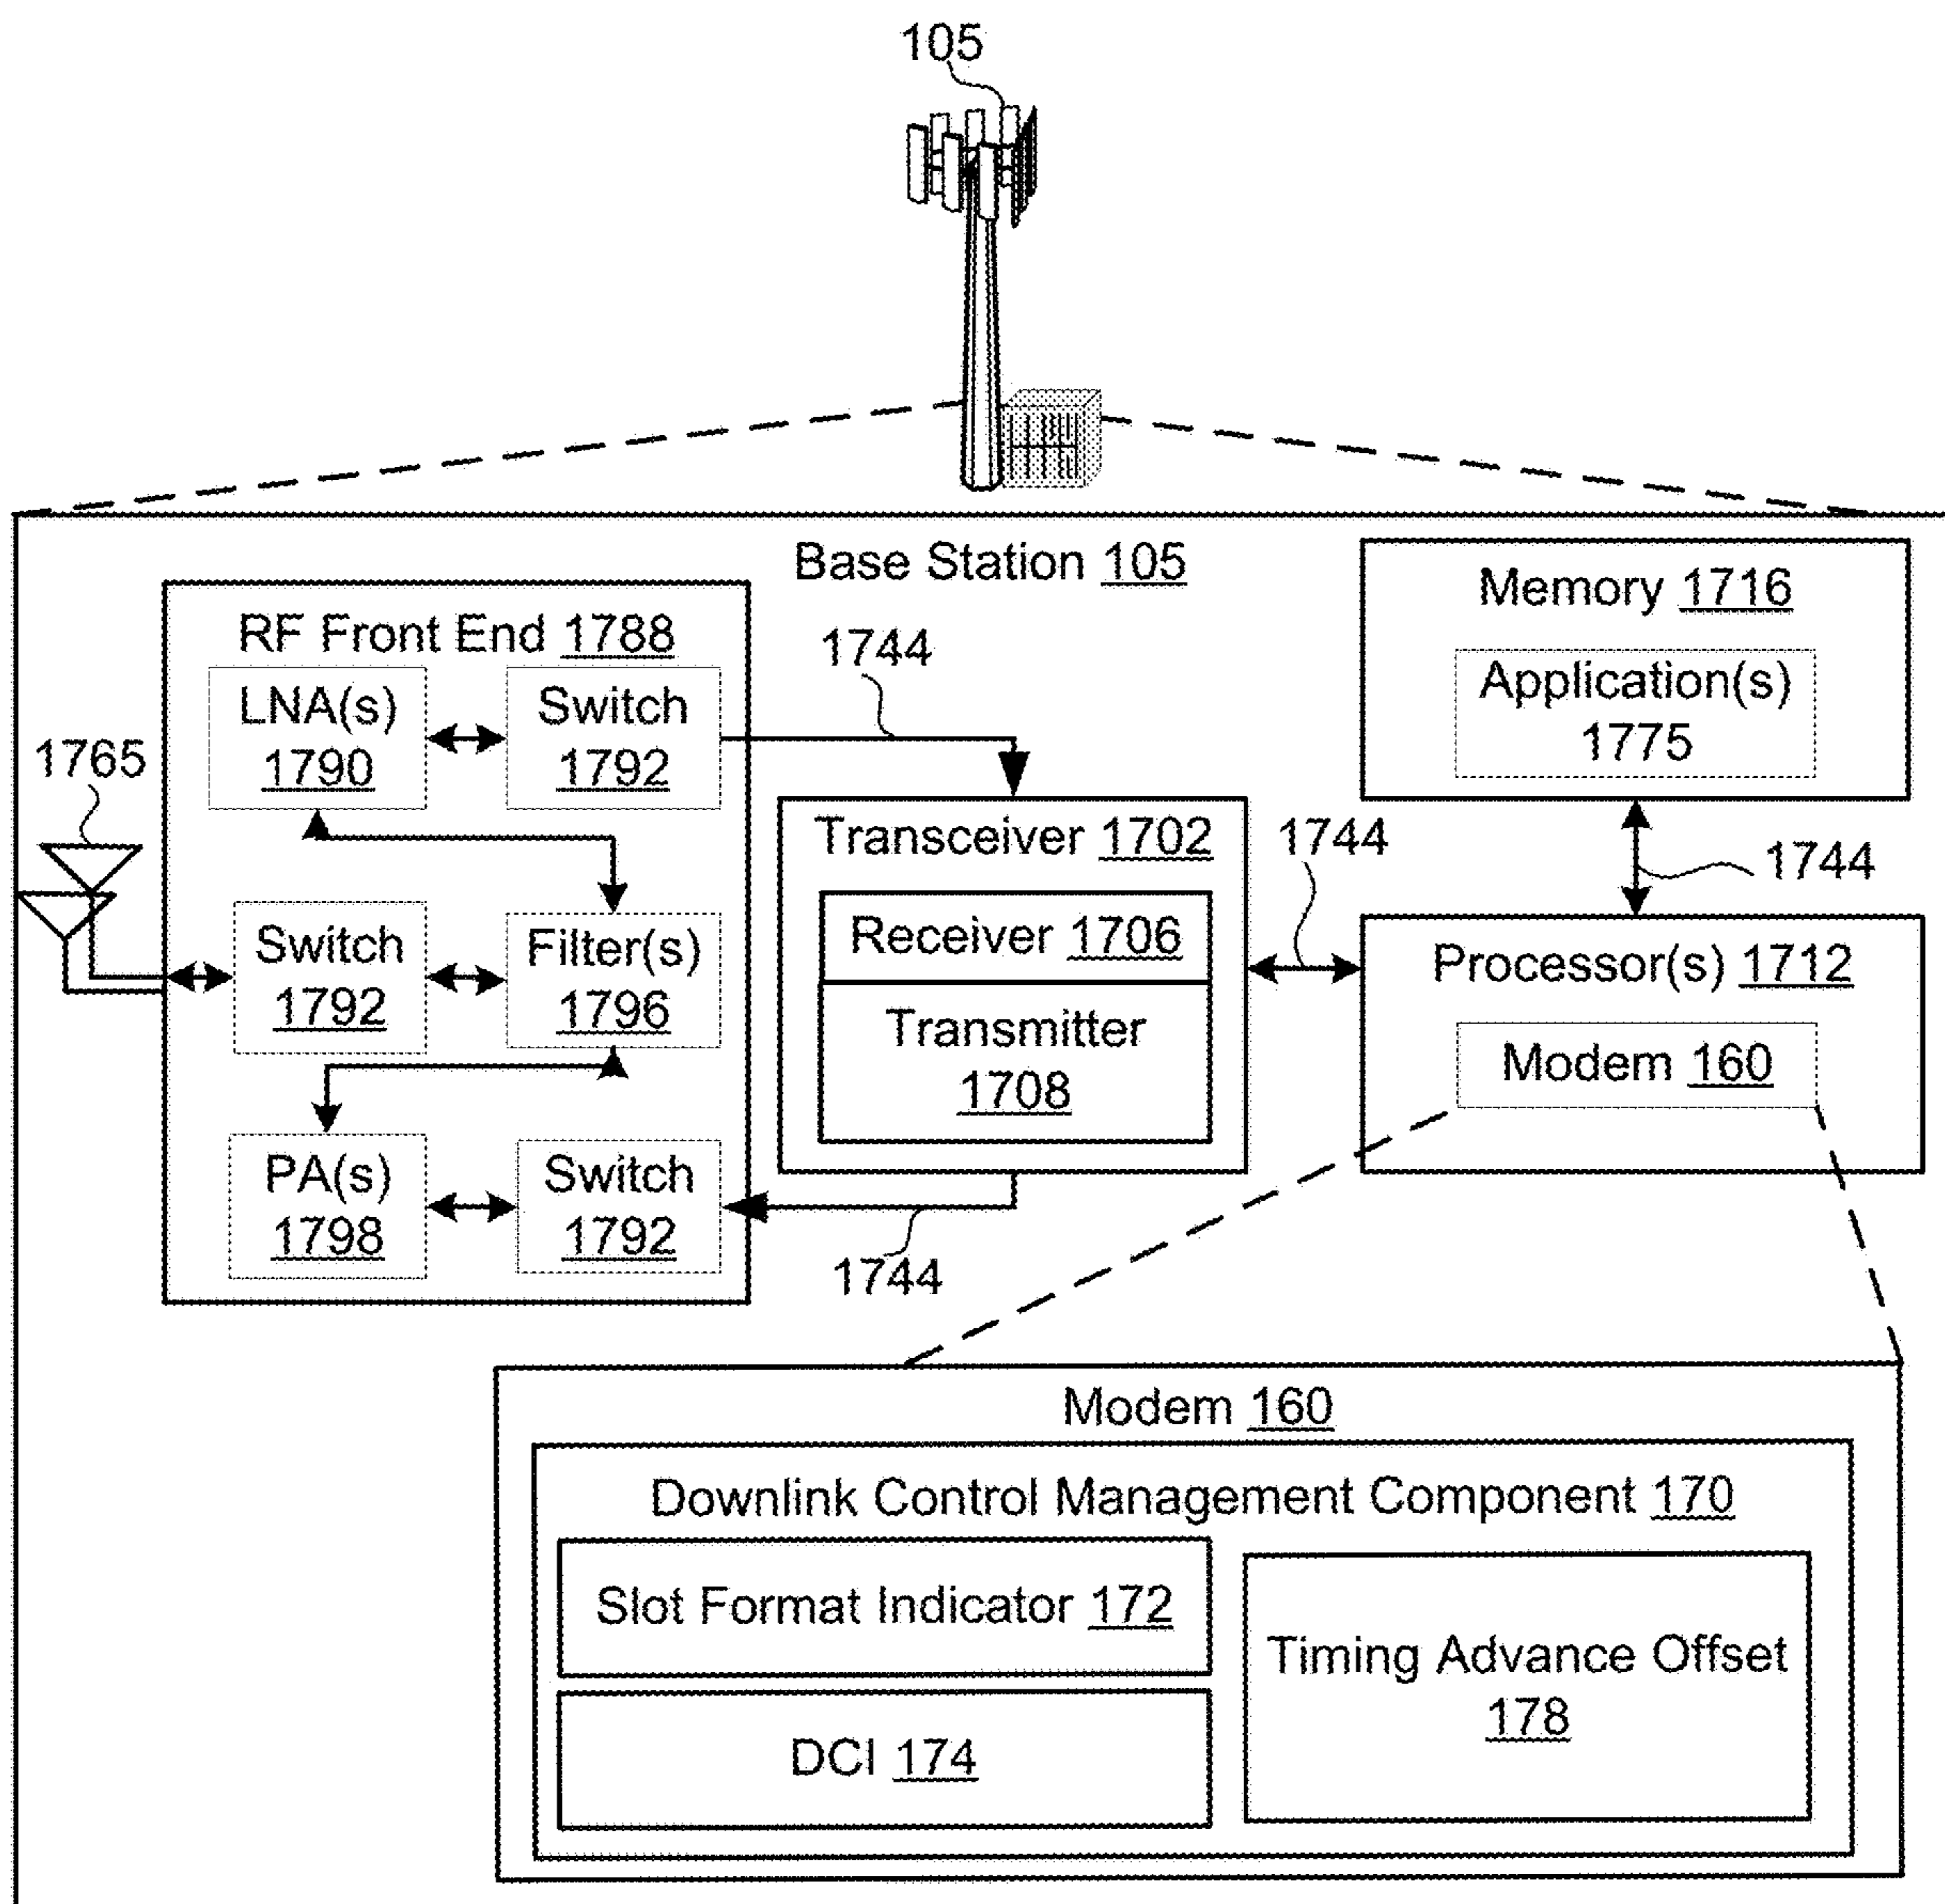 105
Base Station 105
RF Front End 1788
LNA(s)
1790
Switch
1792
1744
Memory 1716
Application(s)
1775
1765
Transceiver 1702
Receiver 1706
Transmitter
1708
1744
1744
Switch
1792
Filter(s)
1796
Processor(s) 1712
Modem 160
PA(s)
1798
Switch
1792
1744
Modem 160
Downlink Control Management Component 170
Slot Format Indicator 172
DCI 174
Timing Advance Offset
178